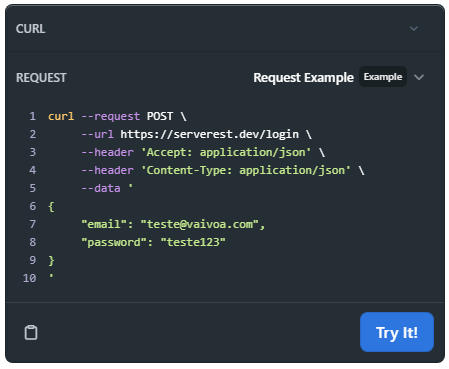 CURL
REQUEST Request Example Example
1 curl --request POST \
2 --url https://serverest.dev/login \
3 --header 'Accept: application/json' \
4 --header 'Content-Type: application/json' \
5 --data '
6 {
7 "email": "teste@vaivoa.com",
8 "password": "teste123"
9 }
10 '
Try It!